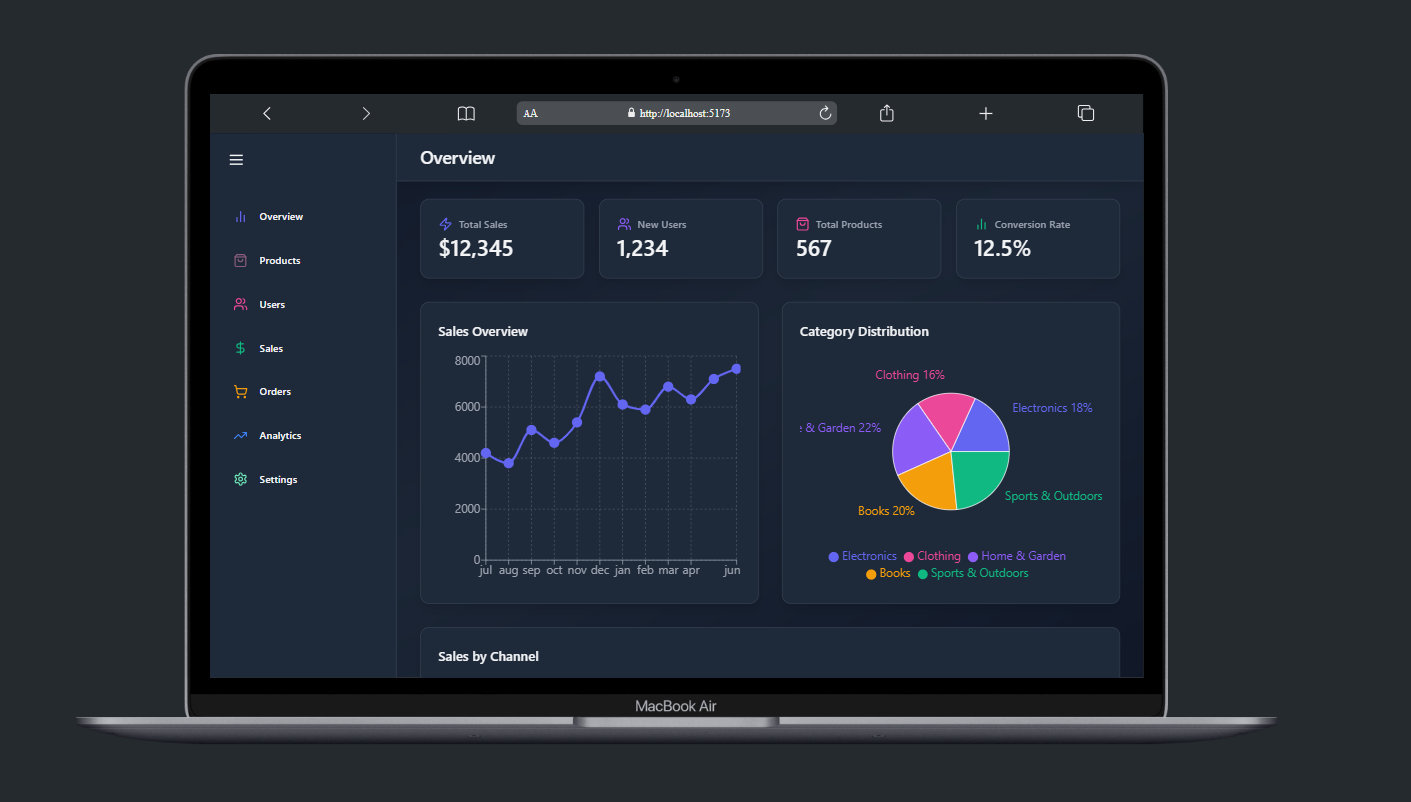 AA
http://localhost:5173
Overview
Overview
Products
Users
Sales
Orders
Analytics
Settings
Total Sales
$12,345
New Users
1,234
Total Products
567
Conversion Rate
12.5%
Sales Overview
8000
6000
4000
2000
0
jul aug sep oct nov dec jan feb mar apr jun
Category Distribution
Clothing 16%
Electronics 18%
& Garden 22%
Sports & Outdoors
Books 20%
Electronics Clothing Home & Garden
Books Sports & Outdoors
Sales by Channel
MacBook Air